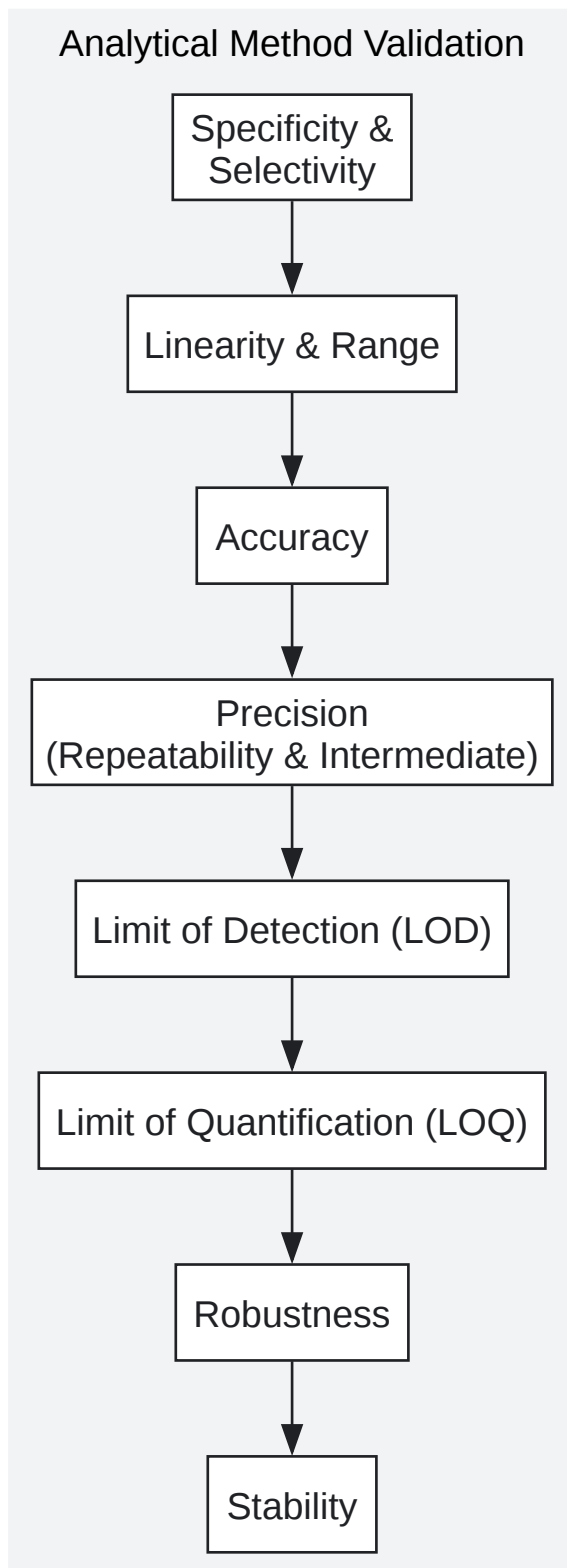 Analytical Method Validation
Specificity &
Selectivity
Linearity & Range
Accuracy
Precision
(Repeatability & Intermediate)
Limit of Detection (LOD)
Limit of Quantification (LOQ)
Robustness
Stability